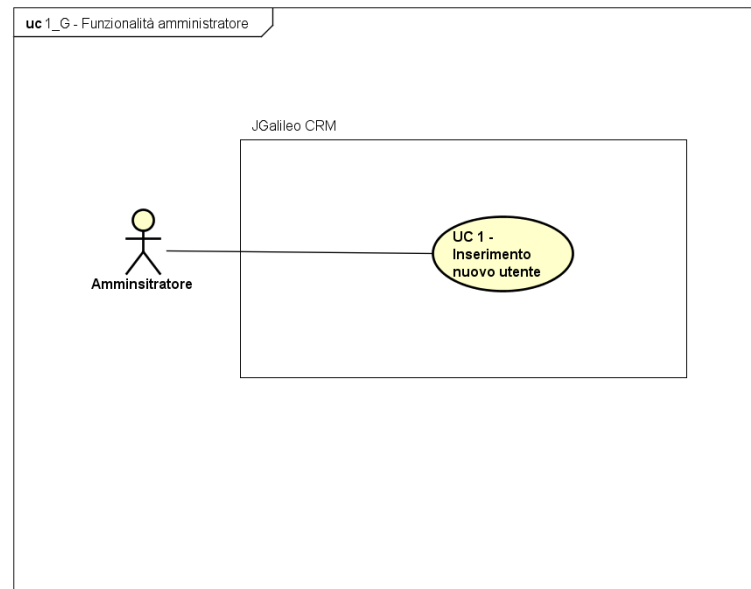 uc 1_G - Funzionalità amministratore
JGalileo CRM
UC 1 -
Inserimento
nuovo utente
Amminsitratore